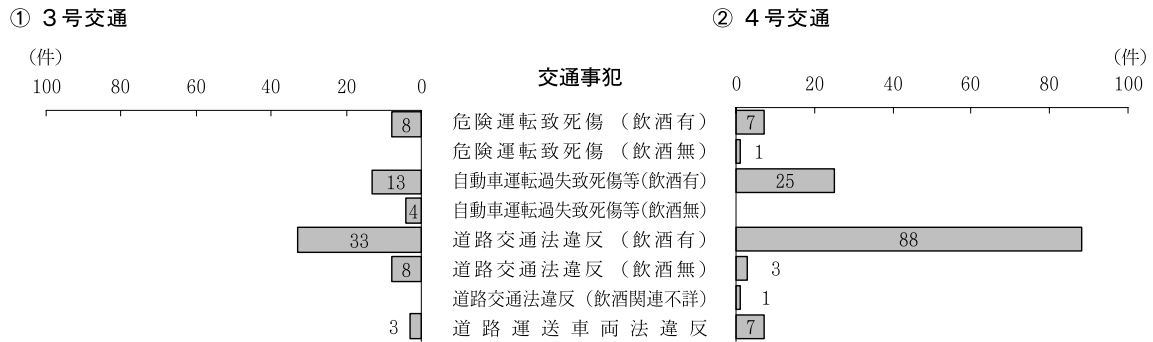 ① 3号交通
② 4号交通
(件)
(件)
100 80 60 40 20 0
交通事犯
0 20 40 60 80 100
8 危険運転致死傷(飲酒有) 7
危険運転致死傷(飲酒無) 1
13 自動車運転過失致死傷等(飲酒有) 25
4 自動車運転過失致死傷等(飲酒無)
33 道路交通法違反(飲酒有) 88
8 道路交通法違反(飲酒無) 3
道路交通法違反(飲酒関連不詳) 1
3 道路運送車両法違反 7